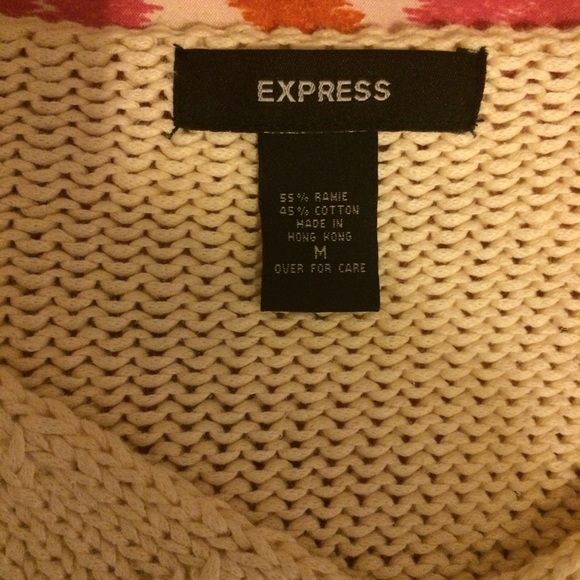 EXPRESS
55% RAMIE
45% COTTON
MADE IN
HONG KONG
M
OVER FOR CARE